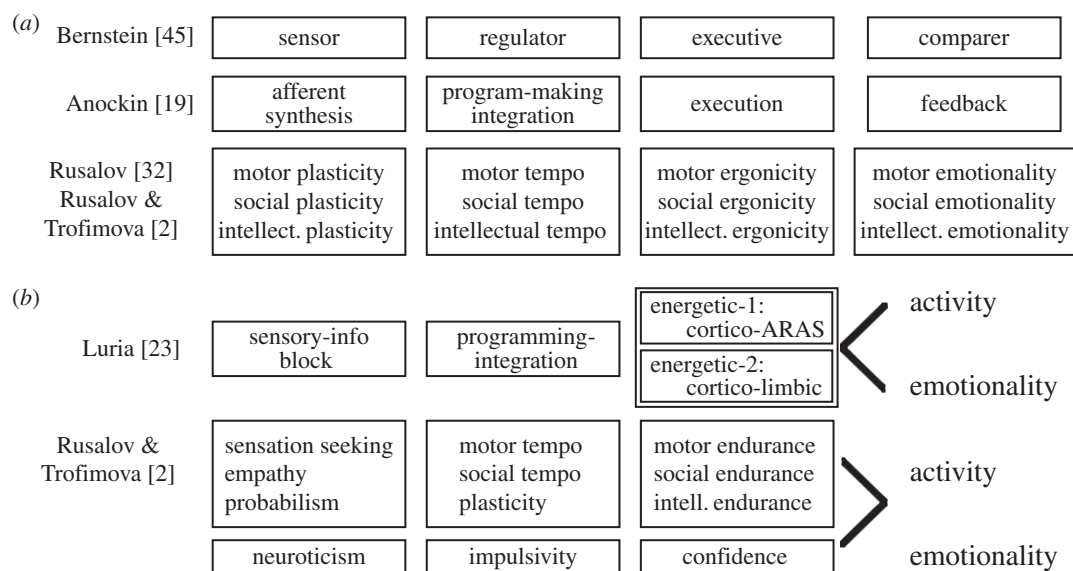 (a)
Bernstein [45] sensor regulator executive comparer
Anockin [19] afferent synthesis program-making integration execution feedback
Rusalov [32] motor plasticity motor tempo motor ergonicity motor emotionality
Rusalov & social plasticity social tempo social ergonicity social emotionality
Trofimova [2] intellect. plasticity intellectual tempo intellect. ergonicity intellect. emotionality
(b)
Luria [23]
sensory-info
block
programming-
integration
energetic-1:
cortico-ARAS
energetic-2:
cortico-limbic
activity
emotionality
Rusalov &
Trofimova [2]
sensation seeking
empathy
probabilism
motor tempo
social tempo
plasticity
motor endurance
social endurance
intell. endurance
activity
neuroticism impulsivity confidence emotionality